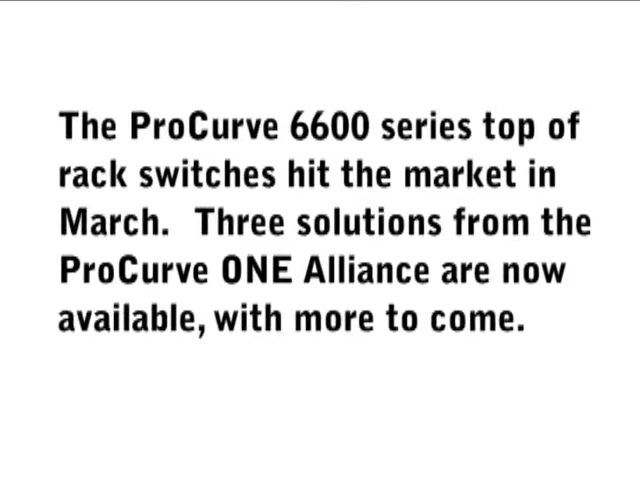 The ProCurve 6600 series top of
rack switches hit the market in
March.  Three solutions from the
ProCurve ONE Alliance are now
available, with more to come.